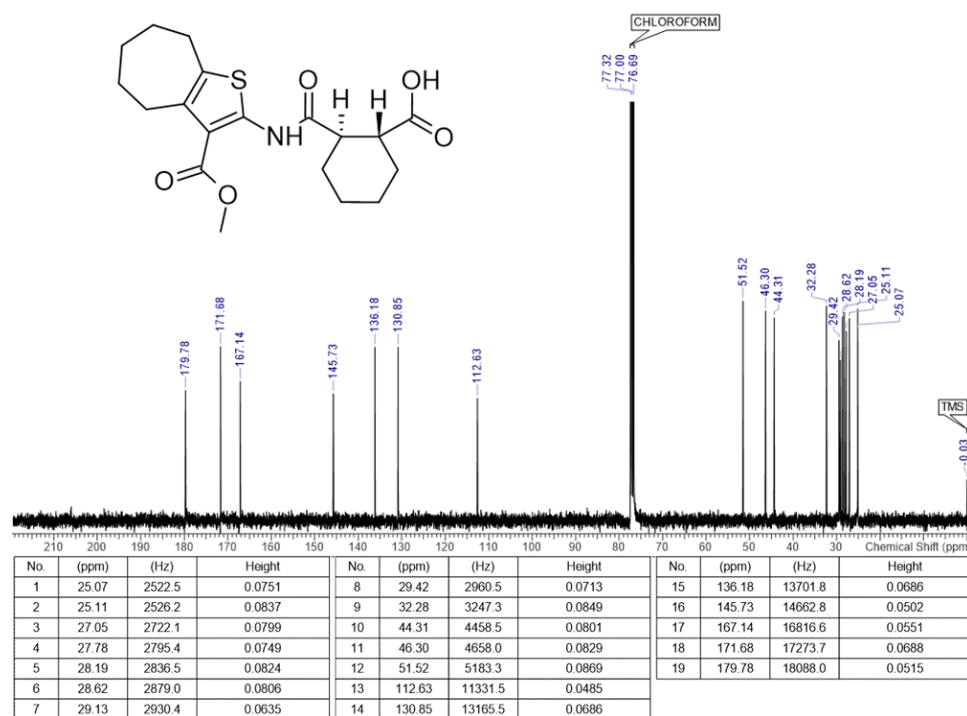 CHLOROFORM
77.32
77.00
76.69
S
O
H
H
OH
NH
O
O
O
179.78
171.68
167.14
145.73
136.18
130.85
112.63
51.52
46.30
44.31
32.28
29.42
28.62
28.19
27.05
25.11
25.07
TMS
-0.03
210 200 190 180 170 160 150 140 130 120 110 100 90 80 70 60 50 40 30 20 10 0
Chemical Shift (ppm
No. (ppm) (Hz) Height
1 25.07 2522.5 0.0751
2 25.11 2526.2 0.0837
3 27.05 2722.1 0.0799
4 27.78 2795.4 0.0749
5 28.19 2836.5 0.0824
6 28.62 2879.0 0.0806
7 29.13 2930.4 0.0635
No. (ppm) (Hz) Height
8 29.42 2960.5 0.0713
9 32.28 3247.3 0.0849
10 44.31 4458.5 0.0801
11 46.30 4658.0 0.0829
12 51.52 5183.3 0.0869
13 112.63 11331.5 0.0485
14 130.85 13165.5 0.0686
No. (ppm) (Hz) Height
15 136.18 13701.8 0.0686
16 145.73 14662.8 0.0502
17 167.14 16816.6 0.0551
18 171.68 17273.7 0.0688
19 179.78 18088.0 0.0515